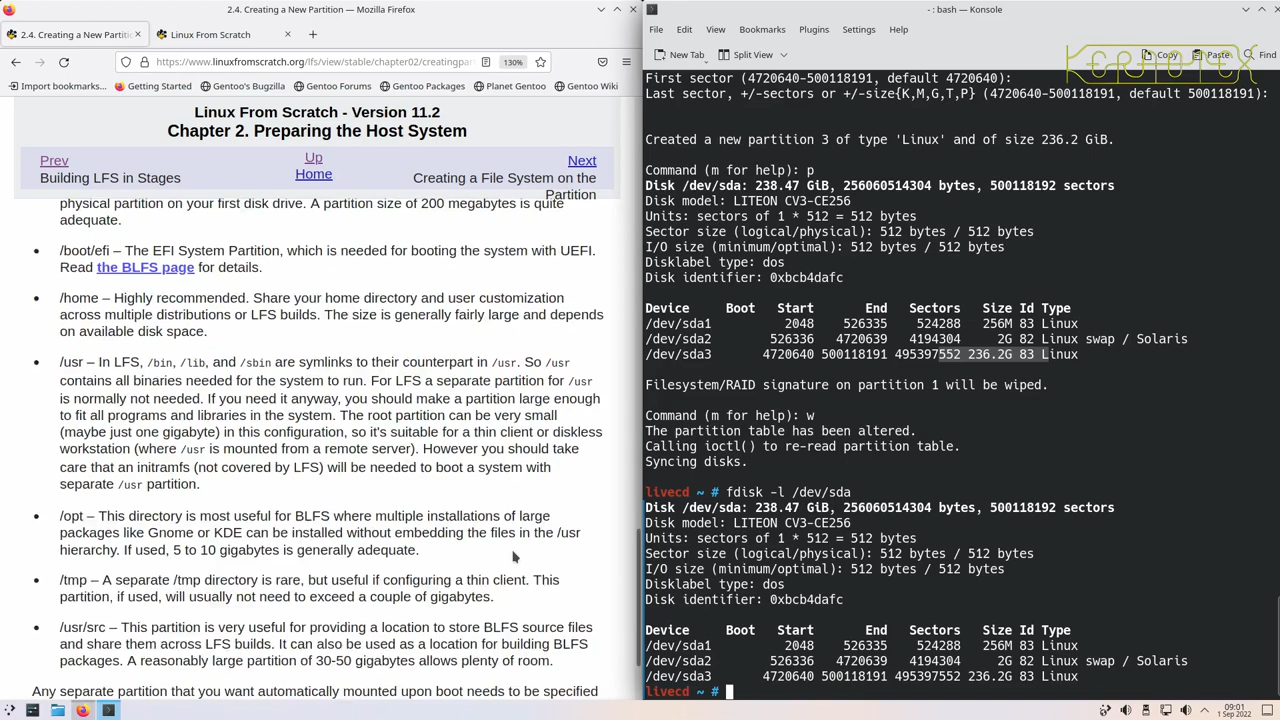 2.4. Creating a New Partition — Mozilla Firefox
2.4. Creating a New Partiti
Linux From Scratch
https://www.linuxfromscratch.org/lfs/view/stable/chapter02/creatingpar
130%
Import bookmarks...
Getting Started
Gentoo's Bugzilla
Gentoo Forums
Gentoo Packages
Planet Gentoo
Gentoo Wiki
Linux From Scratch - Version 11.2
Chapter 2. Preparing the Host System
Prev
Up
Next
Building LFS in Stages
Home
Creating a File System on the
Partition
physical partition on your first disk drive. A partition size of 200 megabytes is quite
adequate.
• /boot/efi – The EFI System Partition, which is needed for booting the system with UEFI.
Read the BLFS page for details.
• /home – Highly recommended. Share your home directory and user customization
across multiple distributions or LFS builds. The size is generally fairly large and depends
on available disk space.
• /usr – In LFS, /bin, /lib, and /sbin are symlinks to their counterpart in /usr. So /usr
contains all binaries needed for the system to run. For LFS a separate partition for /usr
is normally not needed. If you need it anyway, you should make a partition large enough
to fit all programs and libraries in the system. The root partition can be very small
(maybe just one gigabyte) in this configuration, so it's suitable for a thin client or diskless
workstation (where /usr is mounted from a remote server). However you should take
care that an initramfs (not covered by LFS) will be needed to boot a system with
separate /usr partition.
• /opt – This directory is most useful for BLFS where multiple installations of large
packages like Gnome or KDE can be installed without embedding the files in the /usr
hierarchy. If used, 5 to 10 gigabytes is generally adequate.
• /tmp – A separate /tmp directory is rare, but useful if configuring a thin client. This
partition, if used, will usually not need to exceed a couple of gigabytes.
• /usr/src – This partition is very useful for providing a location to store BLFS source files
and share them across LFS builds. It can also be used as a location for building BLFS
packages. A reasonably large partition of 30-50 gigabytes allows plenty of room.
Any separate partition that you want automatically mounted upon boot needs to be specified
- : bash — Konsole
File Edit View Bookmarks Plugins Settings Help
New Tab
Split View
Copy
Paste
Find
KERNOTEX
First sector (4720640-500118191, default 4720640):
Last sector, +/-sectors or +/-size{K,M,G,T,P} (4720640-500118191, default 500118191):
Created a new partition 3 of type 'Linux' and of size 236.2 GiB.
Command (m for help): p
Disk /dev/sda: 238.47 GiB, 256060514304 bytes, 500118192 sectors
Disk model: LITEON CV3-CE256
Units: sectors of 1 * 512 = 512 bytes
Sector size (logical/physical): 512 bytes / 512 bytes
I/O size (minimum/optimal): 512 bytes / 512 bytes
Disklabel type: dos
Disk identifier: 0xbcb4dafc
Device Boot Start End Sectors Size Id Type
/dev/sda1 2048 526335 524288 256M 83 Linux
/dev/sda2 526336 4720639 4194304 2G 82 Linux swap / Solaris
/dev/sda3 4720640 500118191 495397552 236.2G 83 Linux
Filesystem/RAID signature on partition 1 will be wiped.
Command (m for help): w
The partition table has been altered.
Calling ioctl() to re-read partition table.
Syncing disks.
livecd ~ # fdisk -l /dev/sda
Disk /dev/sda: 238.47 GiB, 256060514304 bytes, 500118192 sectors
Disk model: LITEON CV3-CE256
Units: sectors of 1 * 512 = 512 bytes
Sector size (logical/physical): 512 bytes / 512 bytes
I/O size (minimum/optimal): 512 bytes / 512 bytes
Disklabel type: dos
Disk identifier: 0xbcb4dafc
Device Boot Start End Sectors Size Id Type
/dev/sda1 2048 526335 524288 256M 83 Linux
/dev/sda2 526336 4720639 4194304 2G 82 Linux swap / Solaris
/dev/sda3 4720640 500118191 495397552 236.2G 83 Linux
livecd ~ #
09:01
1 Sep 2022